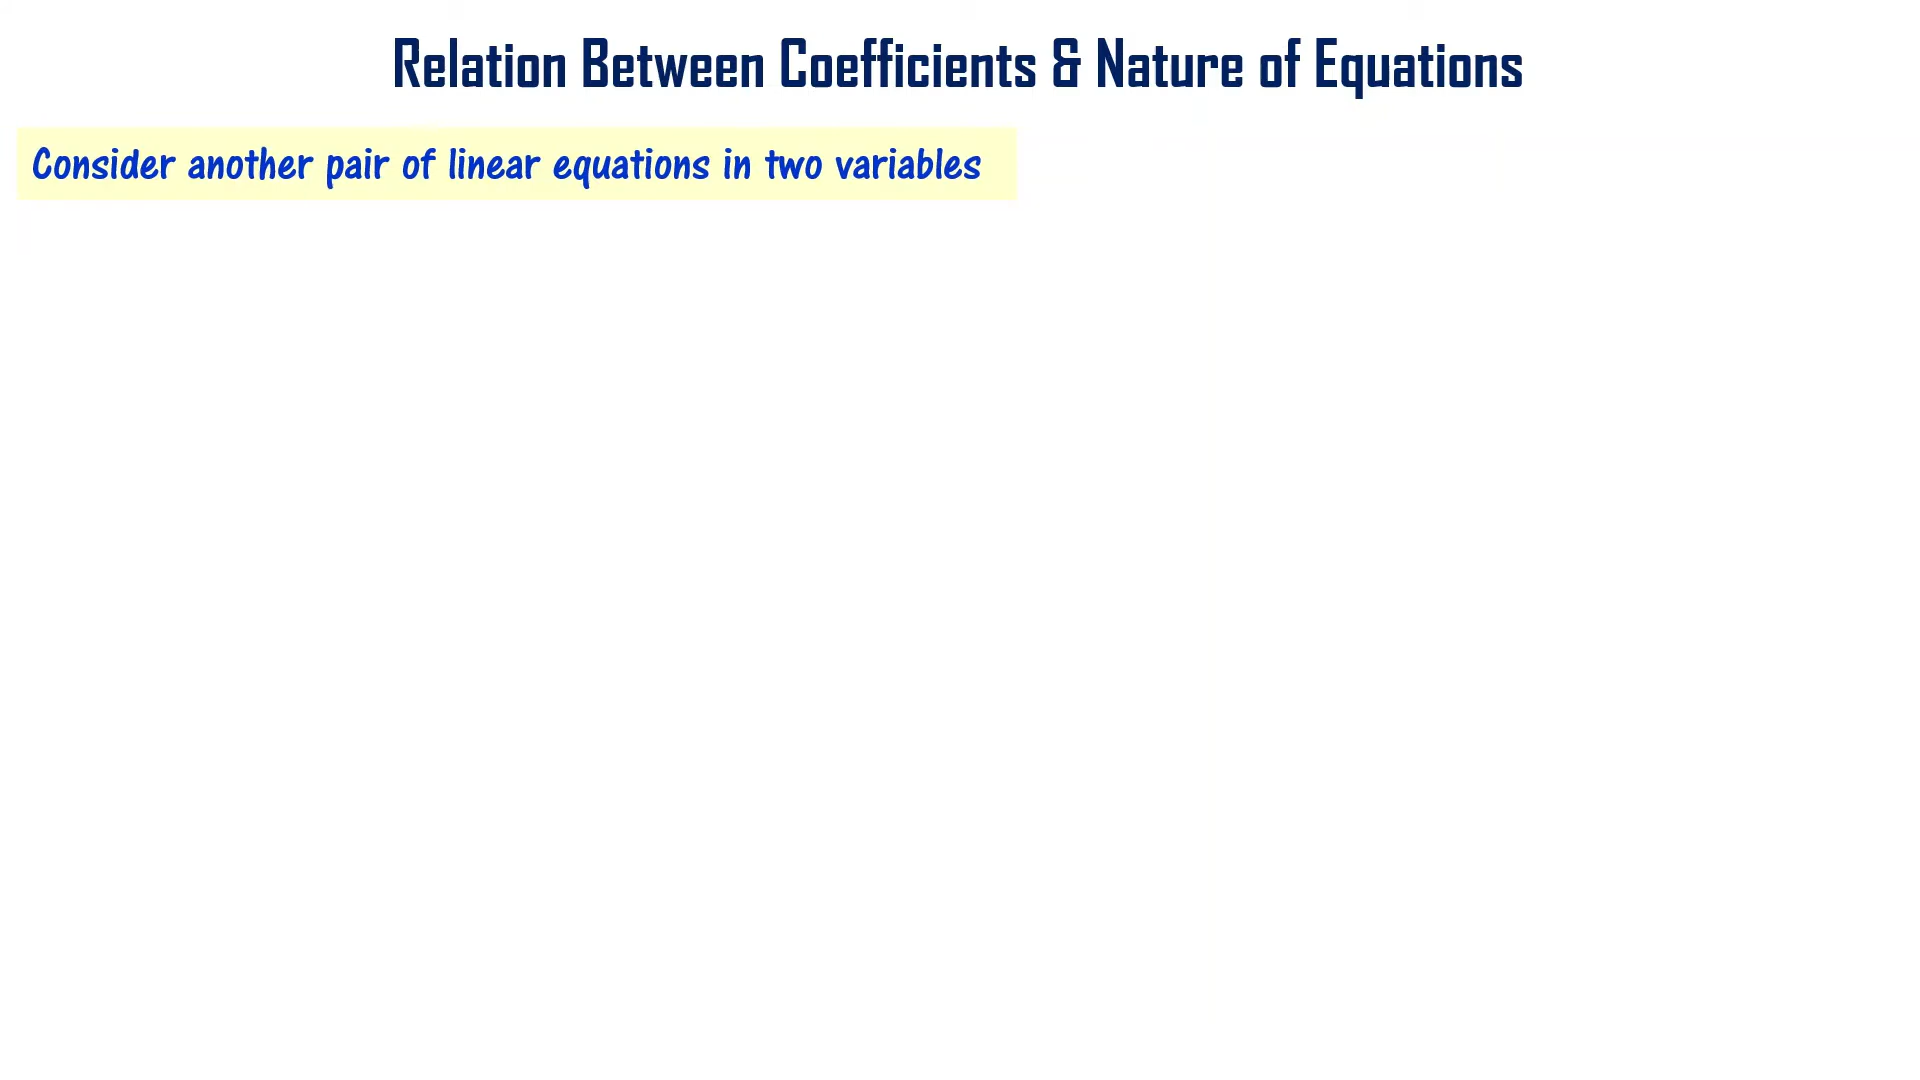 Relation Between Coefficients & Nature of Equations
Consider another pair of linear equations in two variables